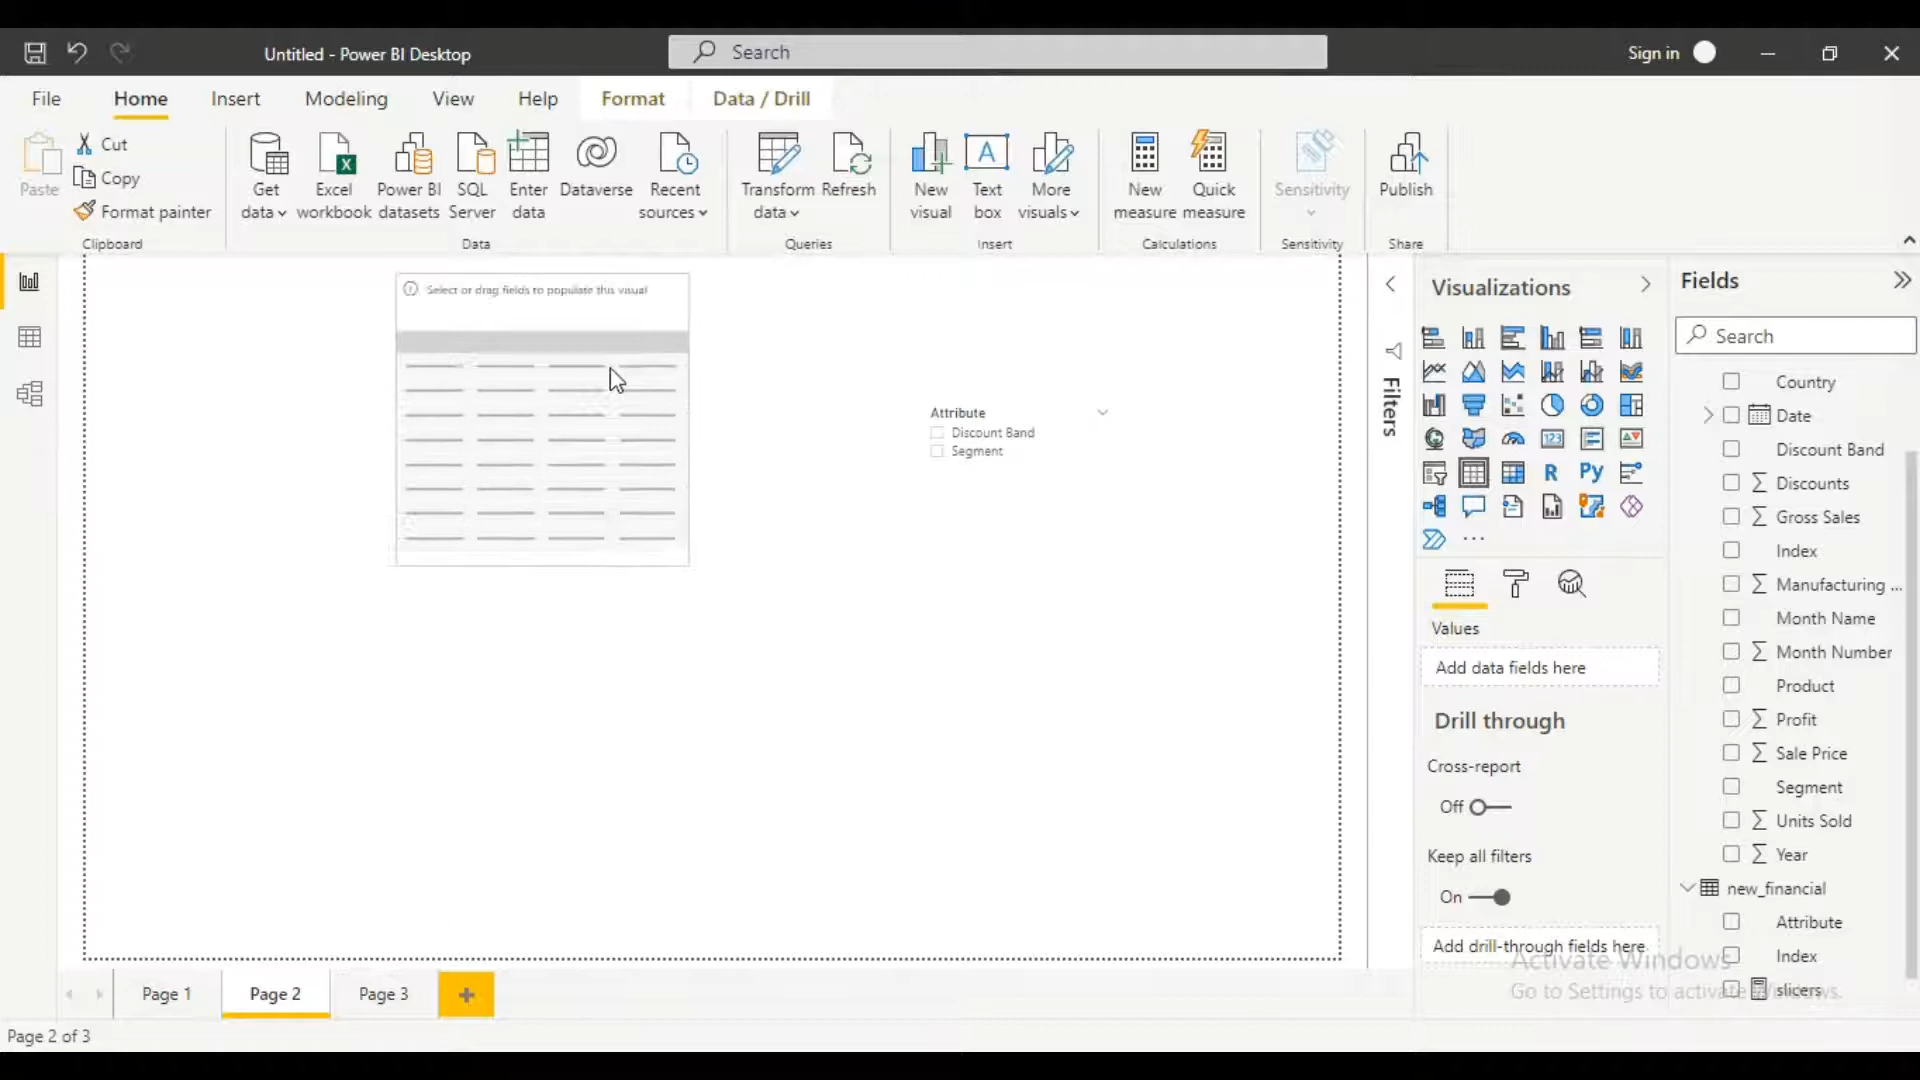 Untitled - Power BI Desktop
Search
Sign in
File
Home
Insert
Modeling
View
Help
Format
Data / Drill
Paste
Cut
Copy
Format painter
Clipboard
Get data
Excel workbook
Power BI datasets
SQL Server
Enter data
Dataverse
Recent sources
Data
Transform data
Refresh
Queries
New visual
Text box
More visuals
Insert
New measure
Quick measure
Calculations
Sensitivity
Sensitivity
Publish
Share
Select or drag fields to populate this visual
Attribute
Discount Band
Segment
Filters
Visualizations
123
R
Py
Values
Add data fields here
Drill through
Cross-report
Off
Keep all filters
On
Add drill-through fields here
Fields
Search
Country
Date
Discount Band
Discounts
Gross Sales
Index
Manufacturing ...
Month Name
Month Number
Product
Profit
Sale Price
Segment
Units Sold
Year
new_financial
Attribute
Index
slicers
Activate Windows
Go to Settings to activate Windows.
Page 1
Page 2
Page 3
Page 2 of 3